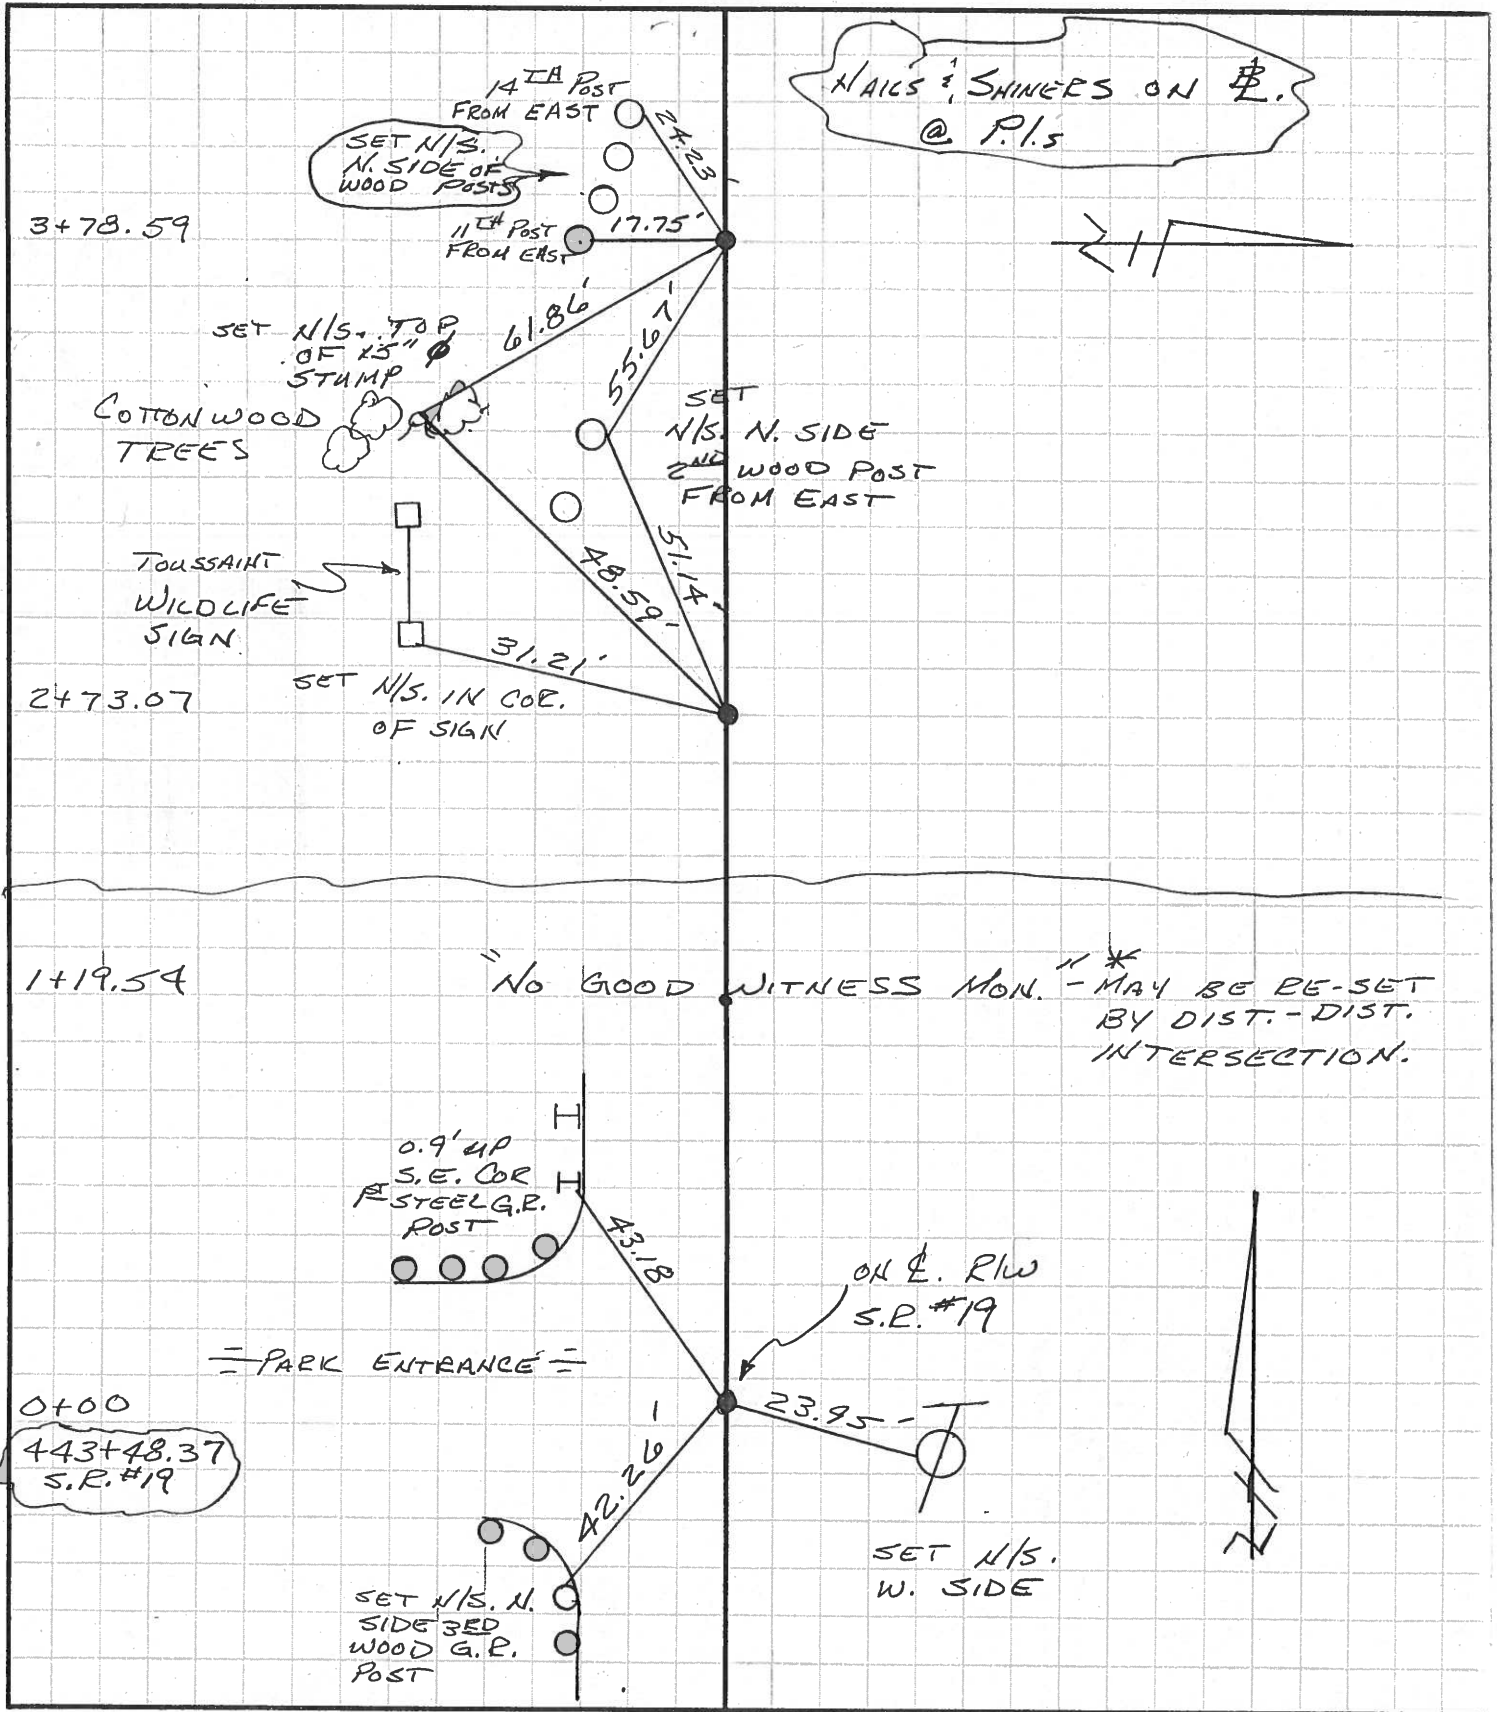 NAILS & SHINERS ON BL.
@ P.I.s
14TH POST
FROM EAST
24.23'
SET N/S.
N. SIDE OF
WOOD POSTS
3+78.59
11TH POST
FROM EAST
17.75'
N
61.86'
55.67'
SET N/S. TOP
OF 15" Ø
STUMP
COTTONWOOD
TREES
SET
N/S. N. SIDE
2ND WOOD POST
FROM EAST
TOUSSAINT
WILDLIFE
SIGN
48.59'
51.14'
31.21'
2+73.07
SET N/S. IN COR.
OF SIGN
1+19.54
"NO GOOD WITNESS MON." * - MAY BE RE-SET
BY DIST.-DIST.
INTERSECTION.
0.9' UP
S.E. COR
1ST STEEL G.R.
POST
43.18
ON ℄. R/W
S.R. #19
PARK ENTRANCE
0+00
443+48.37
S.R. #19
23.95'
42.26'
SET N/S.
W. SIDE
N
SET N/S. N.
SIDE 3RD
WOOD G.R.
POST